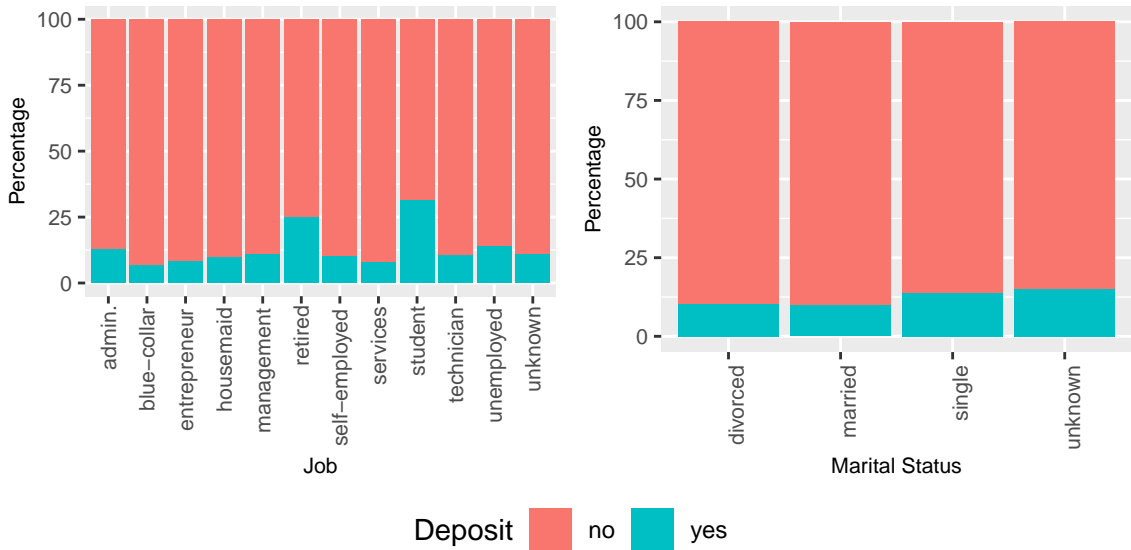 Percentage
100
75
50
25
0
admin.
blue−collar
entrepreneur
housemaid
management
retired
self−employed
services
student
technician
unemployed
unknown
Job
Percentage
100
75
50
25
0
divorced
married
single
unknown
Marital Status
Deposit no yes